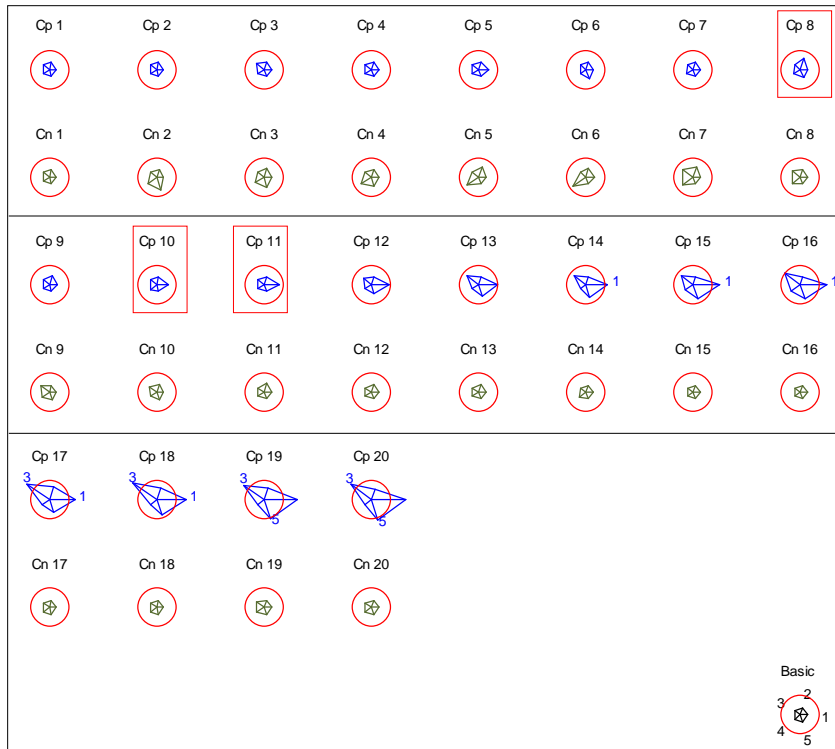 Cp 1 Cp 2 Cp 3 Cp 4 Cp 5 Cp 6 Cp 7 Cp 8
Cn 1 Cn 2 Cn 3 Cn 4 Cn 5 Cn 6 Cn 7 Cn 8
Cp 9 Cp 10 Cp 11 Cp 12 Cp 13 Cp 14 Cp 15 Cp 16
1 1 1
Cn 9 Cn 10 Cn 11 Cn 12 Cn 13 Cn 14 Cn 15 Cn 16
Cp 17 Cp 18 Cp 19 Cp 20
3 3 3 3
1 1
5 5
Cn 17 Cn 18 Cn 19 Cn 20
Basic
2
3
1
4
5